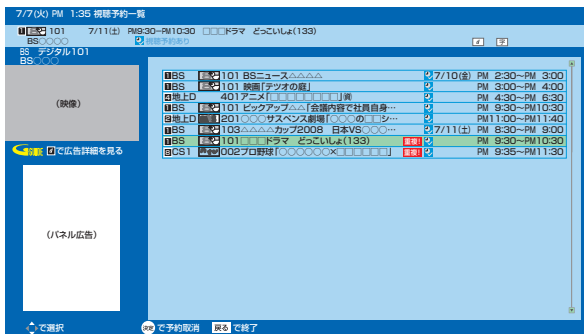 7/7(火) PM 1:35 視聴予約一覧
1BS 101 7/11(土) PM9:30~PM10:30 □□□ドラマ どっこいしょ(133)
BS○○○○ 視聴予約あり d 字
BS デジタル101
BS○○○
(映像)
dで広告詳細を見る
(パネル広告)
1BS 101 BSニュース△△△△ 7/10(金) PM 2:30~PM 3:00
1BS 101 映画「テツオの庭」 PM 3:00~PM 4:00
4地上D 401アニメ「□□□□□□□□」 PM 4:30~PM 6:30
1BS 101 ピックアップ△△「会議内容で社員自身… PM 9:30~PM10:30
地上D 201○○○サスペンス劇場「○○○の□□シ… PM11:00~PM11:40
1BS 103△△△△カップ2008 日本VS○○○… 7/11(土) PM 8:30~PM 9:00
1BS 101□□□ドラマ どっこいしょ(133) 重複! PM 9:30~PM10:30
CS1 002プロ野球「○○○○○○×□□□□□□」 重複! PM 9:35~PM11:30
で選択 決定 で予約取消 戻る で終了